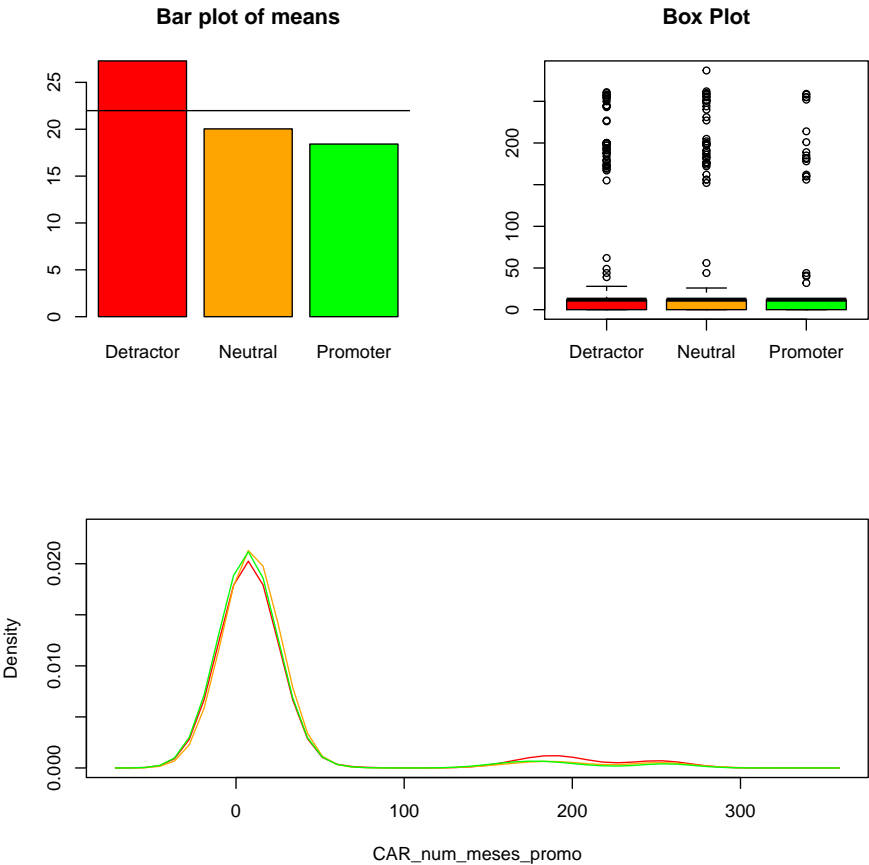 Bar plot of means
25
20
15
10
5
0
Detractor Neutral Promoter
Box Plot
200
100
50
0
Detractor Neutral Promoter
Density
0.020
0.010
0.000
0 100 200 300
CAR_num_meses_promo